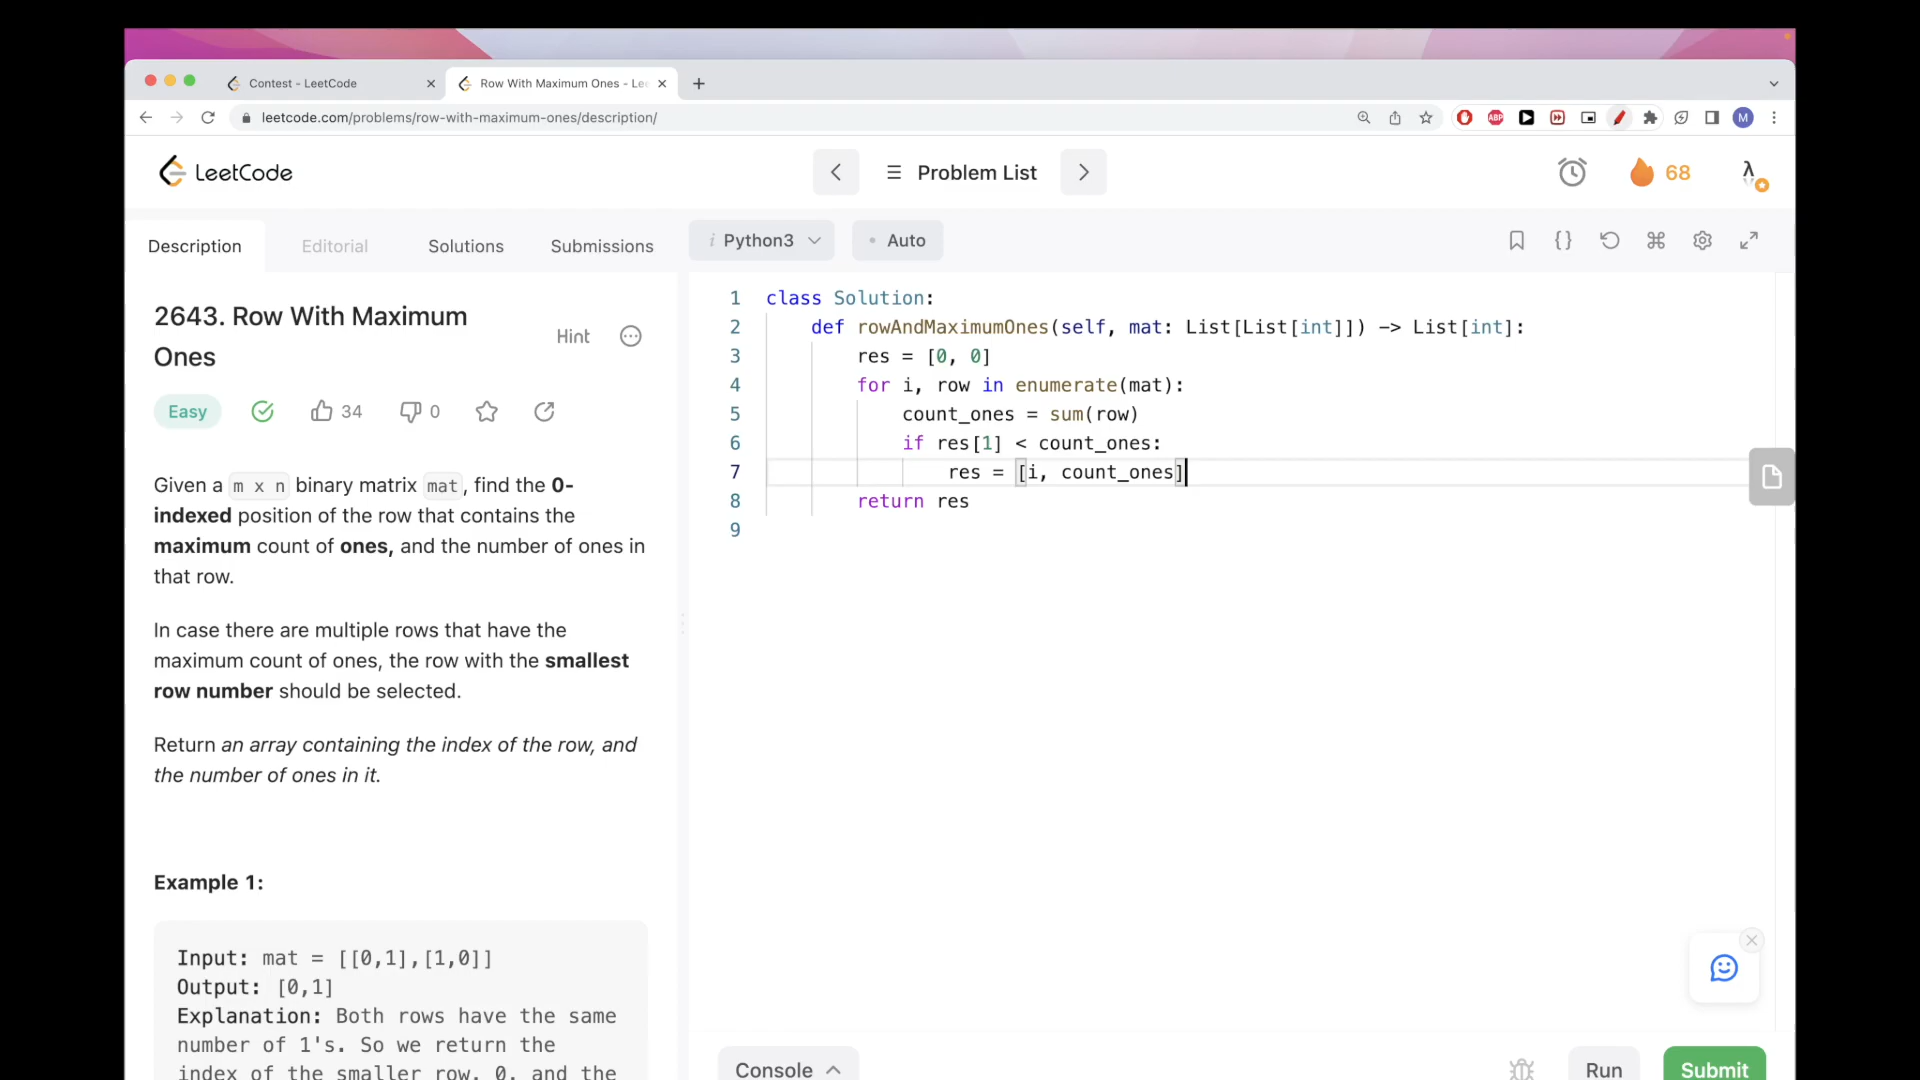 Contest - LeetCode
Row With Maximum Ones - Lee
leetcode.com/problems/row-with-maximum-ones/description/
ABP
M
LeetCode
Problem List
68
Description
Editorial
Solutions
Submissions
i Python3
• Auto
{}
2643. Row With Maximum
Ones
Hint
Easy
34
0
Given a m x n binary matrix mat, find the 0-
indexed position of the row that contains the
maximum count of ones, and the number of ones in
that row.
In case there are multiple rows that have the
maximum count of ones, the row with the smallest
row number should be selected.
Return an array containing the index of the row, and
the number of ones in it.
Example 1:
Input: mat = [[0,1],[1,0]]
Output: [0,1]
Explanation: Both rows have the same
number of 1's. So we return the
index of the smaller row, 0, and the
1 class Solution:
2 def rowAndMaximumOnes(self, mat: List[List[int]]) -> List[int]:
3 res = [0, 0]
4 for i, row in enumerate(mat):
5 count_ones = sum(row)
6 if res[1] < count_ones:
7 res = [i, count_ones]
8 return res
9
Console
Run
Submit